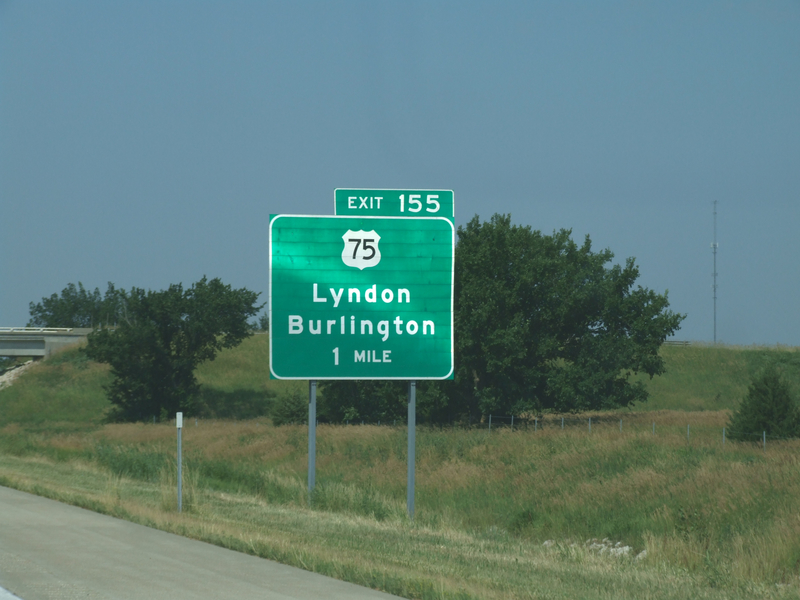 EXIT 155
75
Lyndon
Burlington
1 MILE